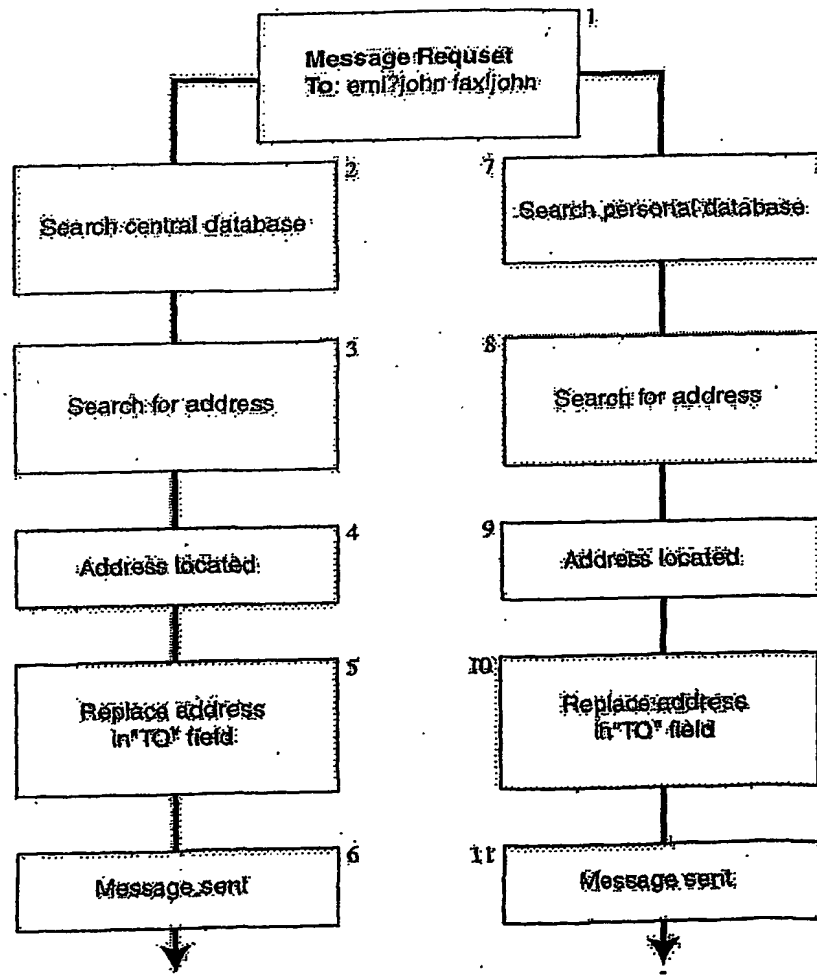 1
Message Requset
To: eml?john fax!john
2
Search central database
3
Search for address
4
Address located
5
Replace address
in "TO" field
6
Message sent
7
Search personal database
8
Search for address
9
Address located
10
Replace address
in "TO" field
11
Message sent